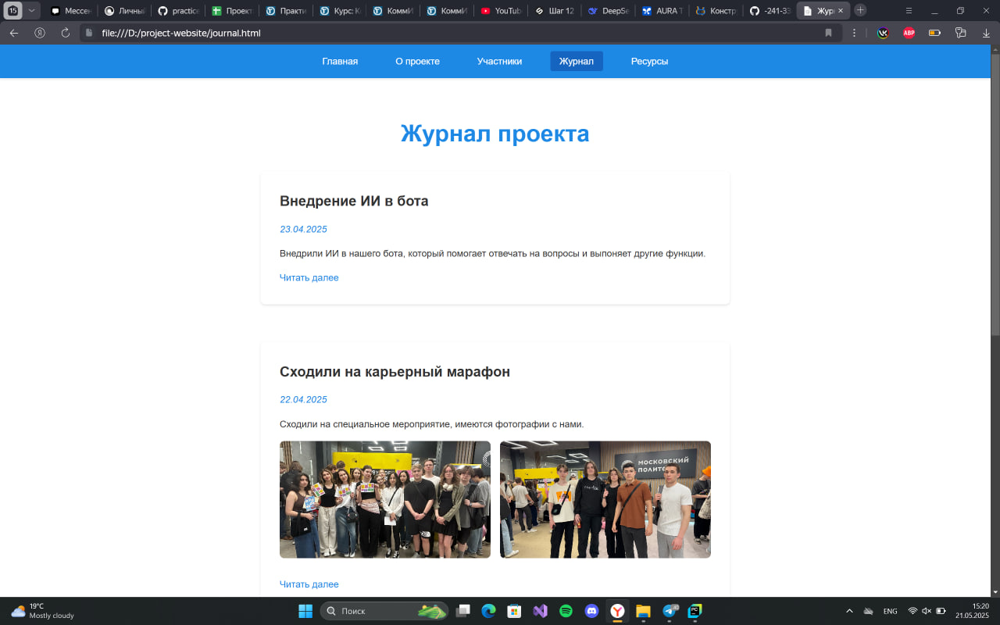 15
Мессен
Личный
practice
Проект
Практи
Курс: К
КоммИ
КоммИ
YouTub
Шаг 12
DeepSe
AURA T
Констр
-241-33
Жур
file:///D:/project-website/journal.html
ABP
Главная
О проекте
Участники
Журнал
Ресурсы
Журнал проекта
Внедрение ИИ в бота
23.04.2025
Внедрили ИИ в нашего бота, который помогает отвечать на вопросы и выпоняет другие функции.
Читать далее
Сходили на карьерный марафон
22.04.2025
Сходили на специальное мероприятие, имеются фотографии с нами.
МОСКОВСКИЙ
ПОЛИТЕХ
Читать далее
19°C
Mostly cloudy
Поиск
ENG
15:20
21.05.2025